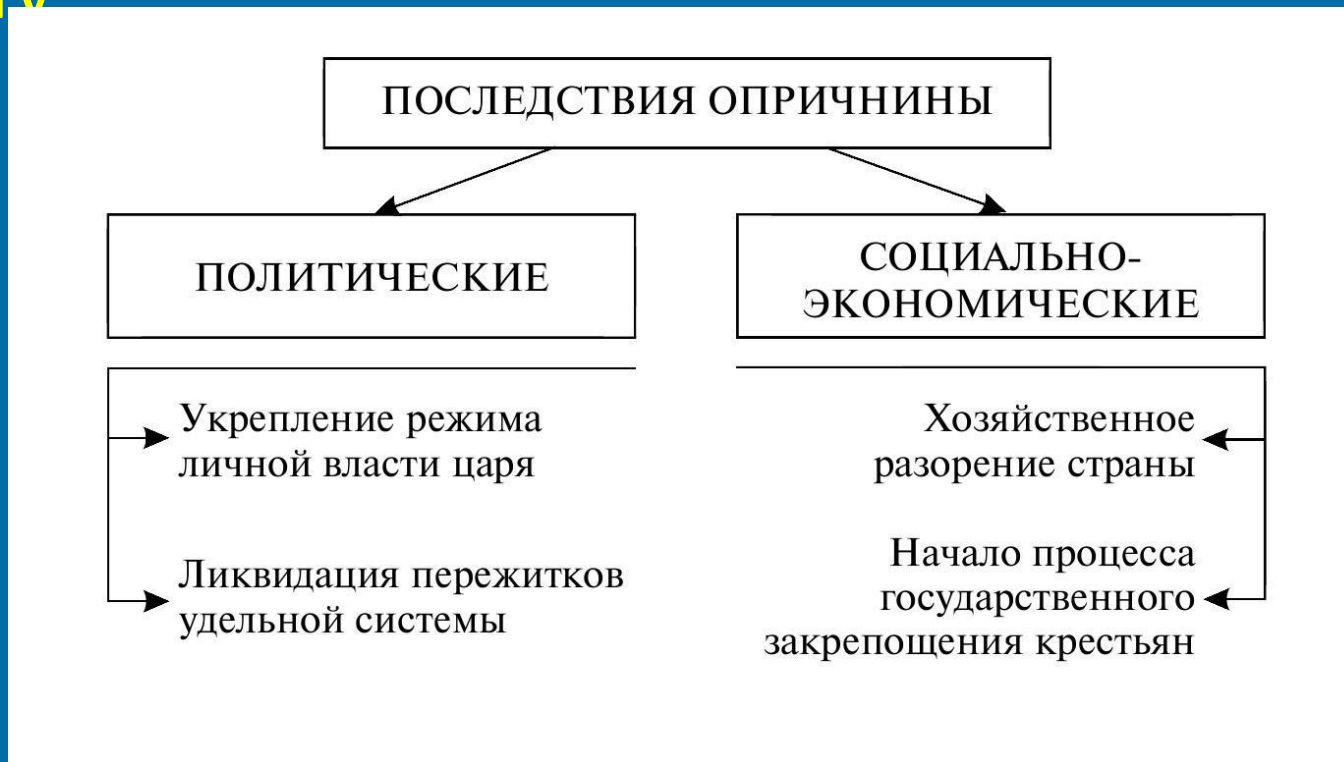 ПОСЛЕДСТВИЯ ОПРИЧНИНЫ
ПОЛИТИЧЕСКИЕ
Укрепление режима
личной власти царя
Ликвидация пережитков
удельной системы
СОЦИАЛЬНО-
ЭКОНОМИЧЕСКИЕ
Хозяйственное
разорение страны
Начало процесса
государственного
закрепощения крестьян